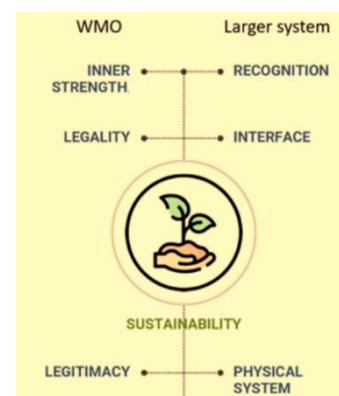 WMO Larger system
INNER STRENGTH. RECOGNITION
LEGALITY INTERFACE
SUSTAINABILITY
LEGITIMACY PHYSICAL SYSTEM